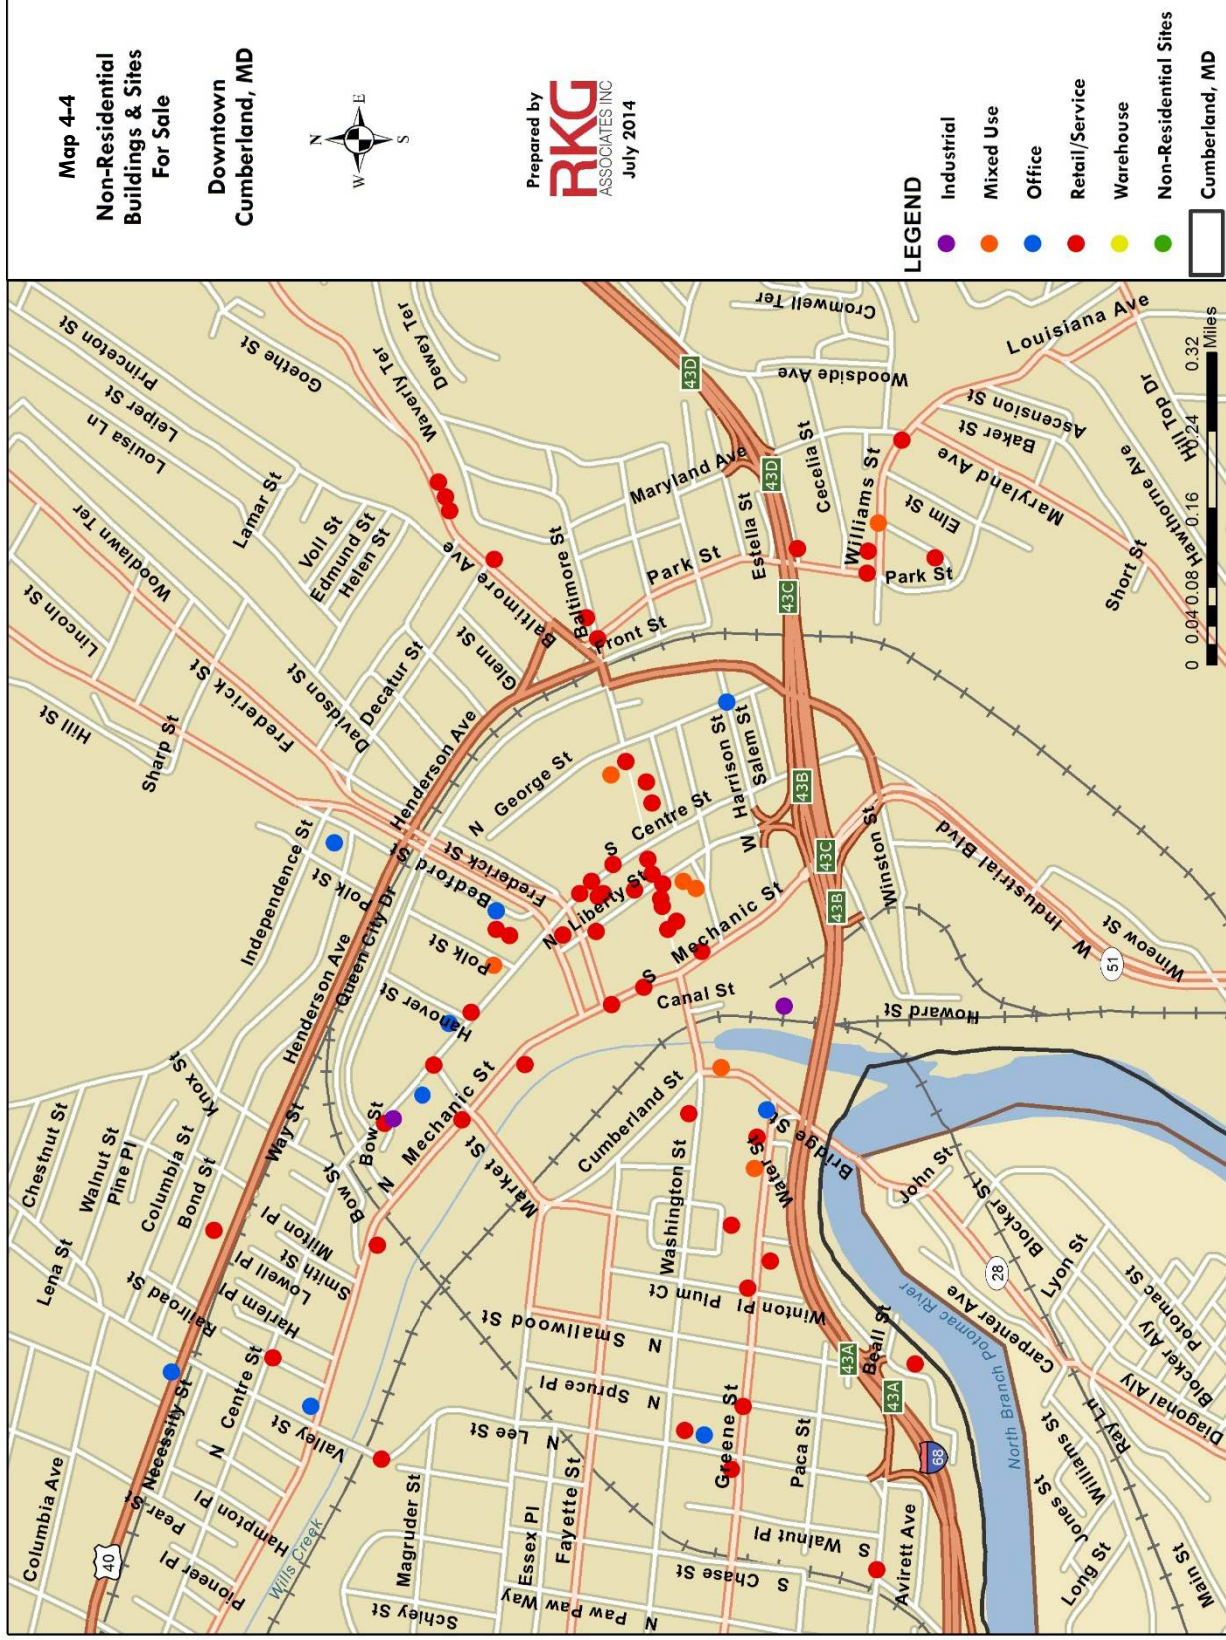 Map 4-4
Non-Residential
Buildings & Sites
For Sale
Downtown
Cumberland, MD
N
W
E
S
Prepared by
RKG
ASSOCIATES INC
July 2014
LEGEND
Industrial
Mixed Use
Office
Retail/Service
Warehouse
Non-Residential Sites
Cumberland, MD
0
0.04
0.08
0.16
0.24
0.32
Miles
Princeton St
Leiper St
Louisa Ln
Goethe St
Dewey Ter
Waverly Ter
Woodlawn Ter
Lamar St
Voll St
Edmund St
Helen St
Lincoln St
Hill St
Sharp St
Frederick St
Davidson St
Decatur St
Glenn St
Baltimore Ave
Baltimore St
Front St
Park St
Maryland Ave
Estella St
Cecelia St
Williams St
Park St
Elm St
Woodside Ave
Cromwell Ter
Louisiana Ave
Ascension St
Baker St
Maryland Ave
Hill Top Dr
Hawthorne Ave
Short St
43D
43D
43C
43B
43C
43B
43A
43A
Henderson Ave
N George St
S Centre St
W Harrison St
Salem St
Winston St
W Industrial Blvd
Wineow St
51
Howard St
Canal St
S Mechanic St
N Liberty St
Frederick St
Bedford St
Polk St
Polk St
Independence St
Hanover St
Queen City Dr
Henderson Ave
Knox St
Way St
Bow St
Bow St
N Mechanic St
Market St
Cumberland St
Washington St
Water St
Bridge St
Chestnut St
Walnut St
Pine Pl
Columbia St
Bond St
Lena St
Railroad St
Milton Pl
Smith St
Lowell Pl
Harlem Pl
N Centre St
Valley St
Necessity St
Columbia Ave
Pear St
Hampton Pl
Pioneer Pl
40
Wills Creek
Magruder St
Schley St
Essex Pl
Fayette St
N Paw Paw Way
N Lee St
N Spruce Pl
N Smallwood St
Plum Ct
Winton Pl
Greene St
Paca St
S Walnut Pl
S Chase St
Avirett Ave
Beall St
68
North Branch Potomac River
John St
Blocker St
28
Lyon St
Carpenter Ave
Potomac St
Blocker Aly
Diagonal Aly
Ray Ln
Williams St
Jones St
Long St
Main St